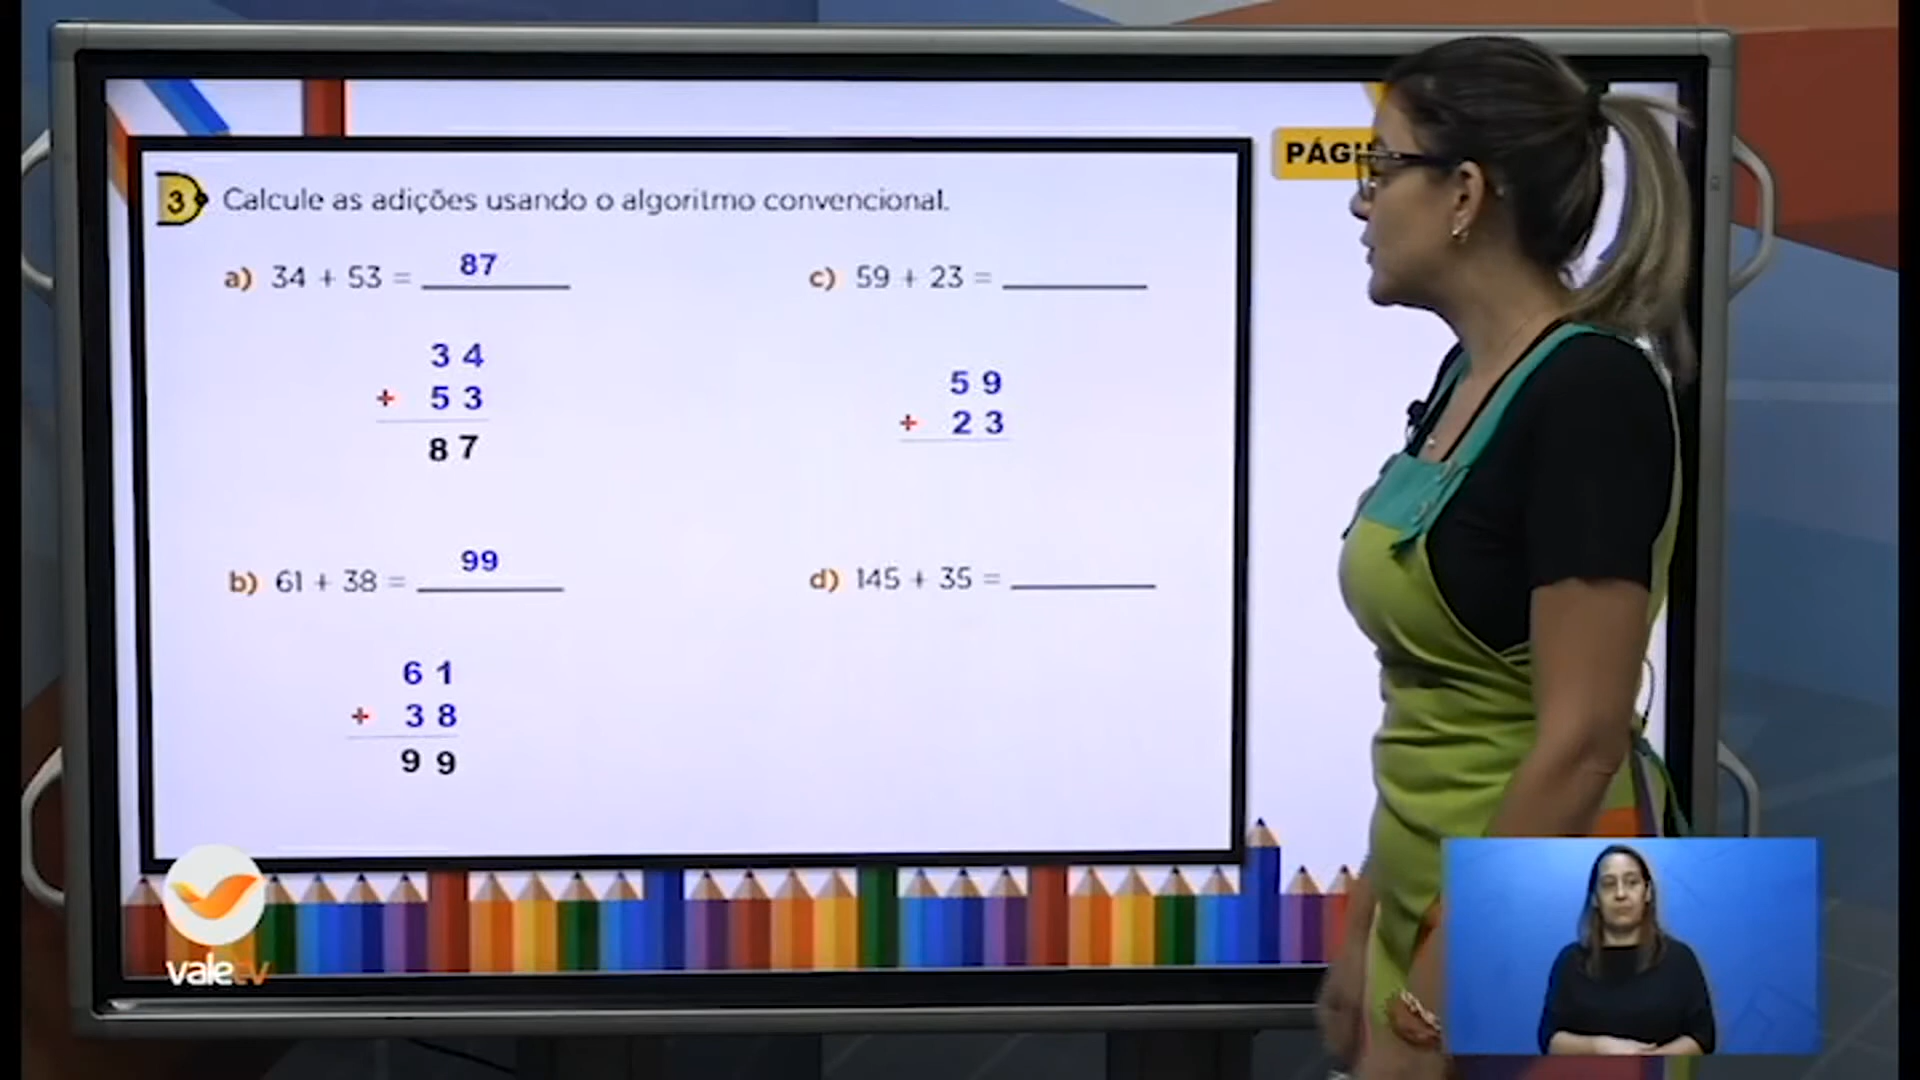 3 Calcule as adições usando o algoritmo convencional.
a) 34 + 53 = 87
3 4
+ 5 3
8 7
b) 61 + 38 = 99
6 1
+ 3 8
9 9
c) 59 + 23 =
5 9
+ 2 3
d) 145 + 35 =
valetv